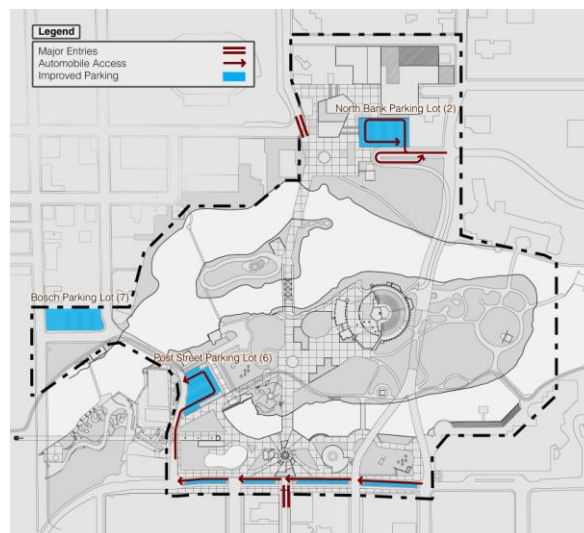 Legend
Major Entries
Automobile Access
Improved Parking
North Bank Parking Lot (2)
Bosch Parking Lot (7)
Post Street Parking Lot (6)